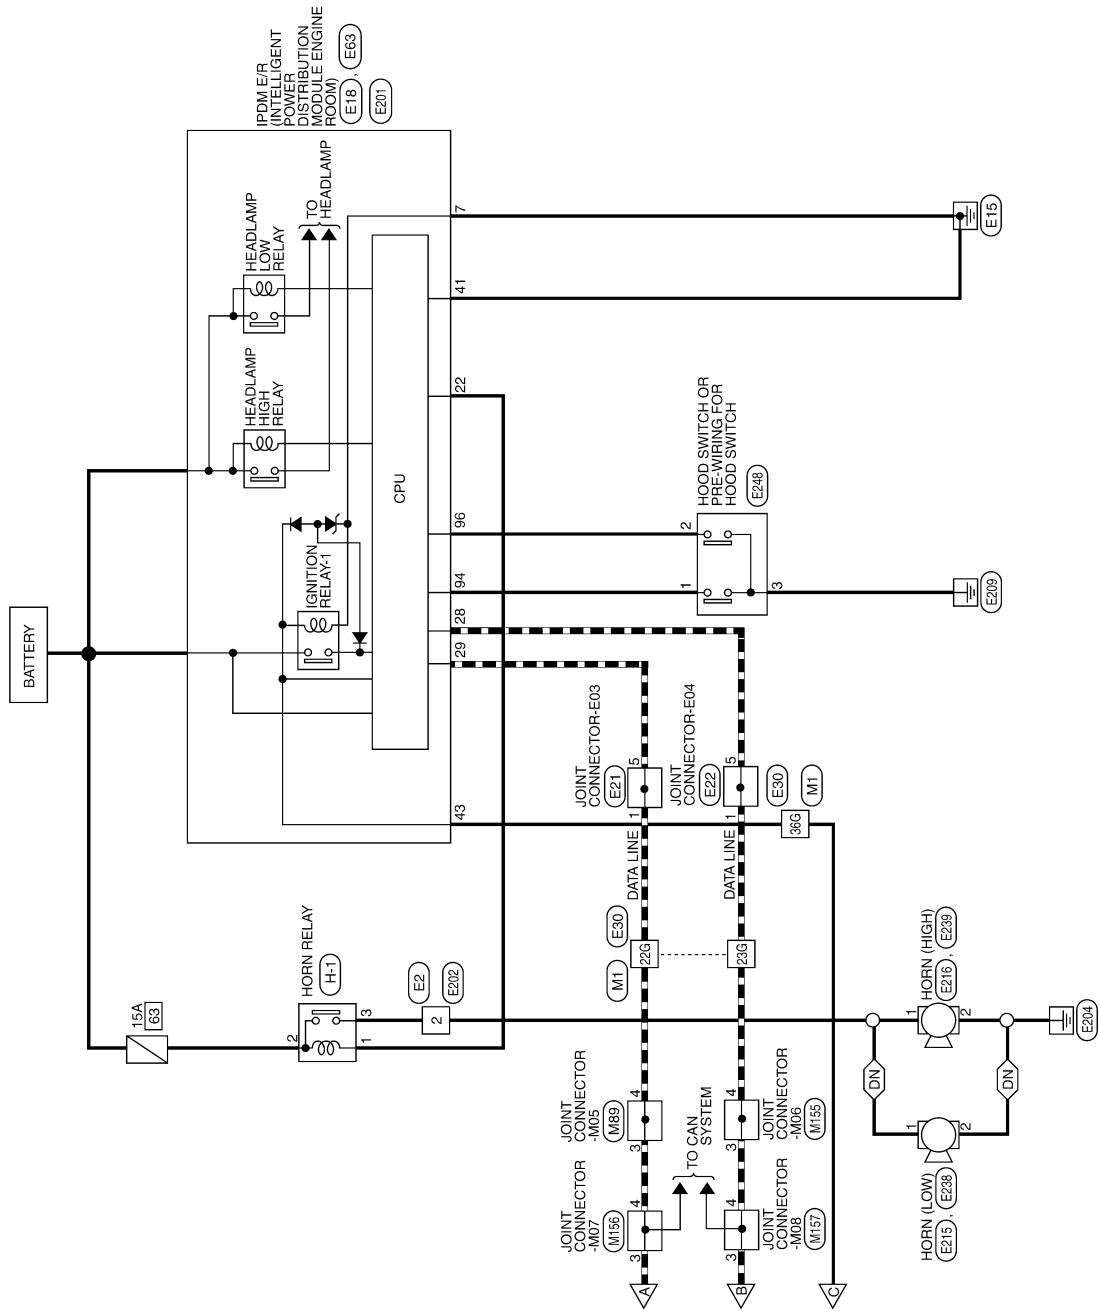 BATTERY
IPDM E/R
(INTELLIGENT
POWER
DISTRIBUTION
MODULE ENGINE
ROOM)
E18 , E63
E201
HEADLAMP
LOW
RELAY
TO
HEADLAMP
HEADLAMP
HIGH
RELAY
IGNITION
RELAY-1
CPU
7
41
22
96
94
28
29
43
E15
HOOD SWITCH OR
PRE-WIRING FOR
HOOD SWITCH
E248
2
1
3
E209
15A
63
HORN RELAY
H-1
2
3
1
E2
E202
2
JOINT
CONNECTOR-E03
E21
5
1
JOINT
CONNECTOR-E04
E22
5
1
E30
M1
36G
DATA LINE
DATA LINE
M1
E30
22G
23G
JOINT
CONNECTOR
-M05
M89
4
3
JOINT
CONNECTOR
-M06
M155
4
3
TO CAN
SYSTEM
JOINT
CONNECTOR
-M07
M156
4
3
JOINT
CONNECTOR
-M08
M157
4
3
A
B
C
HORN (HIGH)
E216 , E239
1
2
DN
DN
E204
HORN (LOW)
E215 , E238
1
2